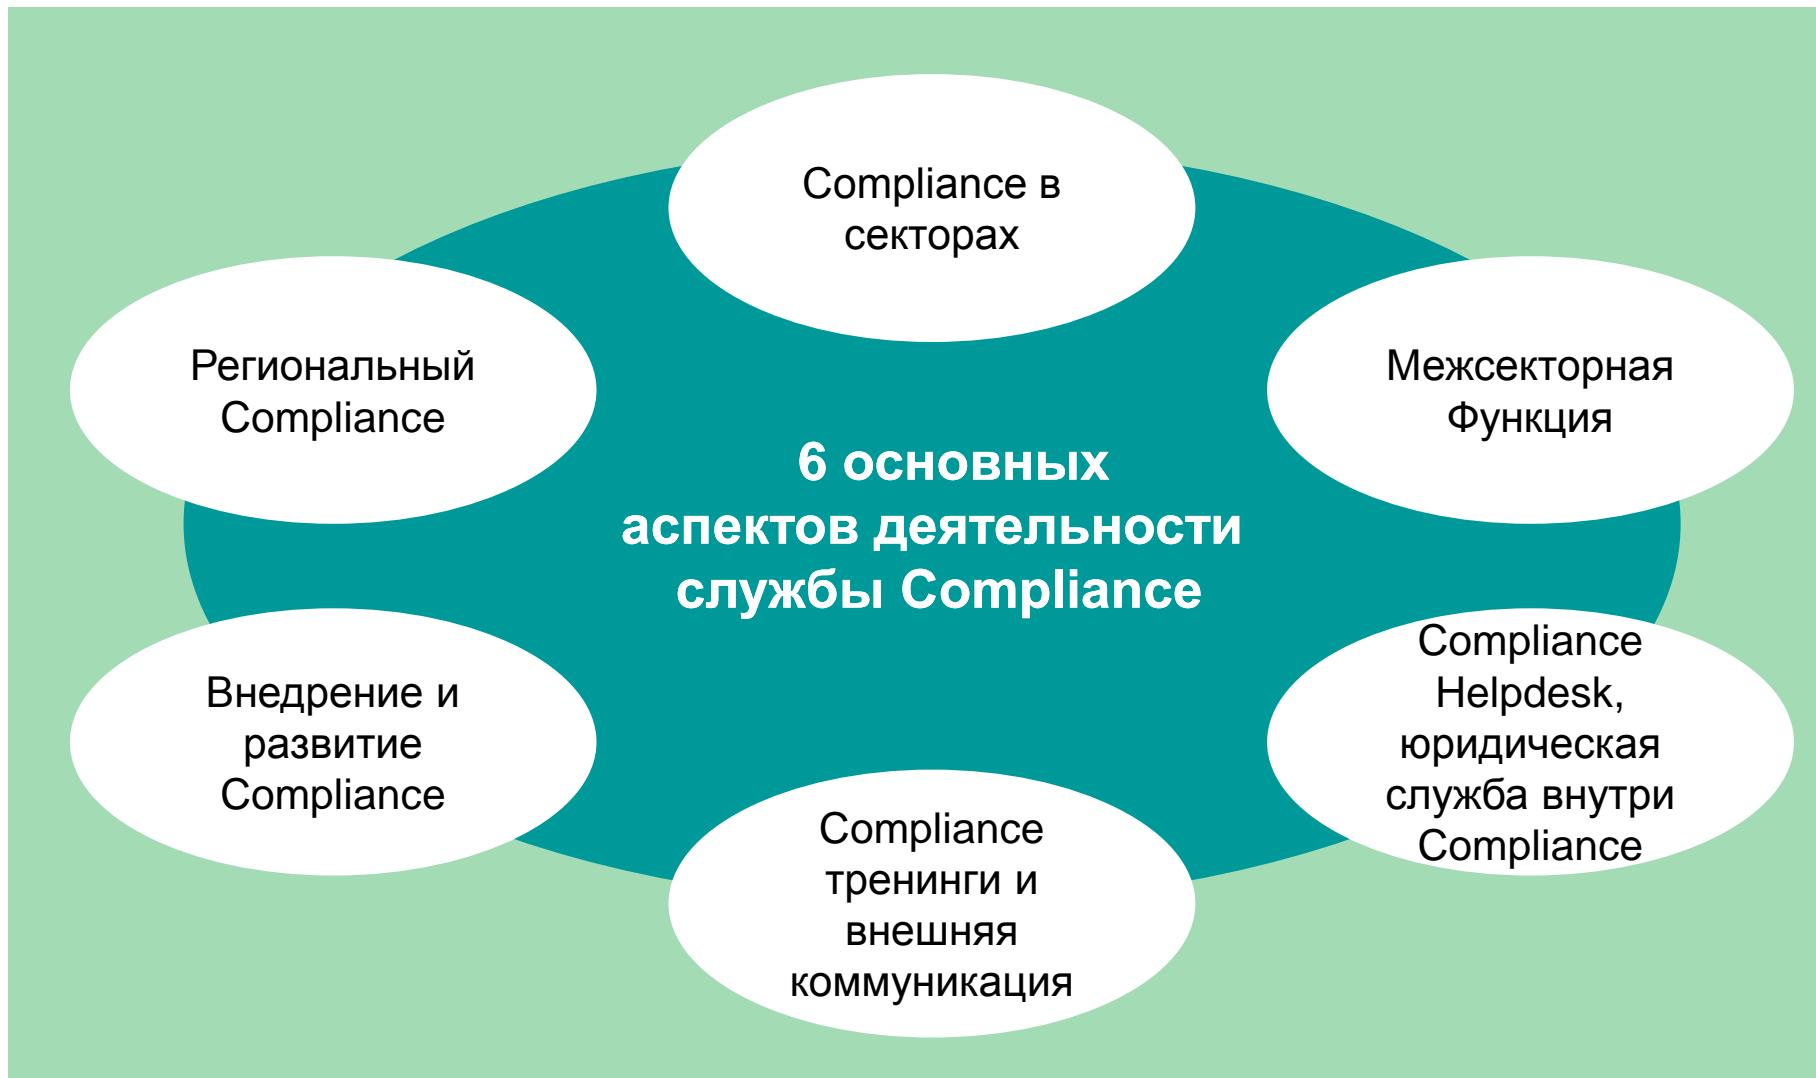 Compliance в
секторах
Региональный
Compliance
Межсекторная
Функция
6 основных
аспектов деятельности
службы Compliance
Внедрение и
развитие
Compliance
Compliance
Helpdesk,
юридическая
служба внутри
Compliance
Compliance
тренинги и
внешняя
коммуникация